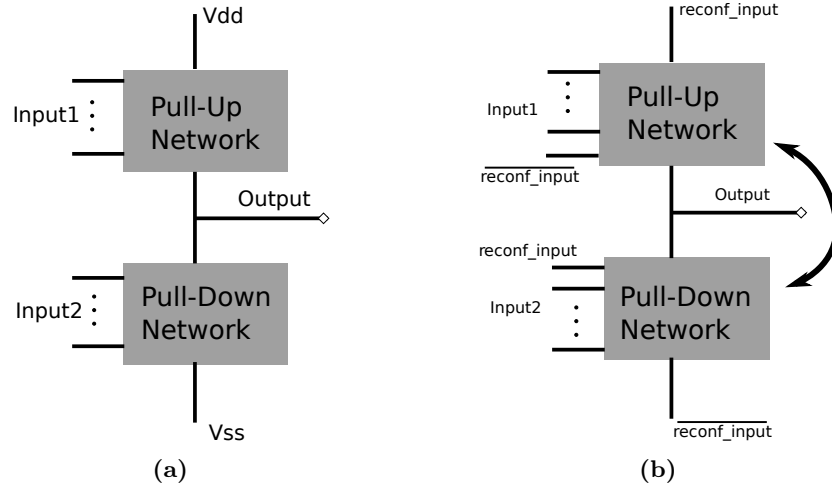 Vdd
Input1
Pull-Up
Network
Output
Input2
Pull-Down
Network
Vss
(a)
reconf_input
Input1
Pull-Up
Network
reconf_input
Output
reconf_input
Input2
Pull-Down
Network
reconf_input
(b)